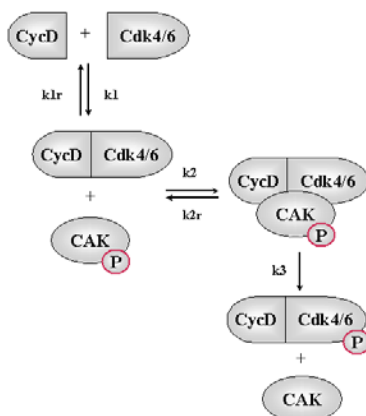 CycD + Cdk4/6
k1r k1
CycD Cdk4/6
+
CAK
P
k2
k2r
CycD Cdk4/6
CAK
P
k3
CycD Cdk4/6
P
+
CAK